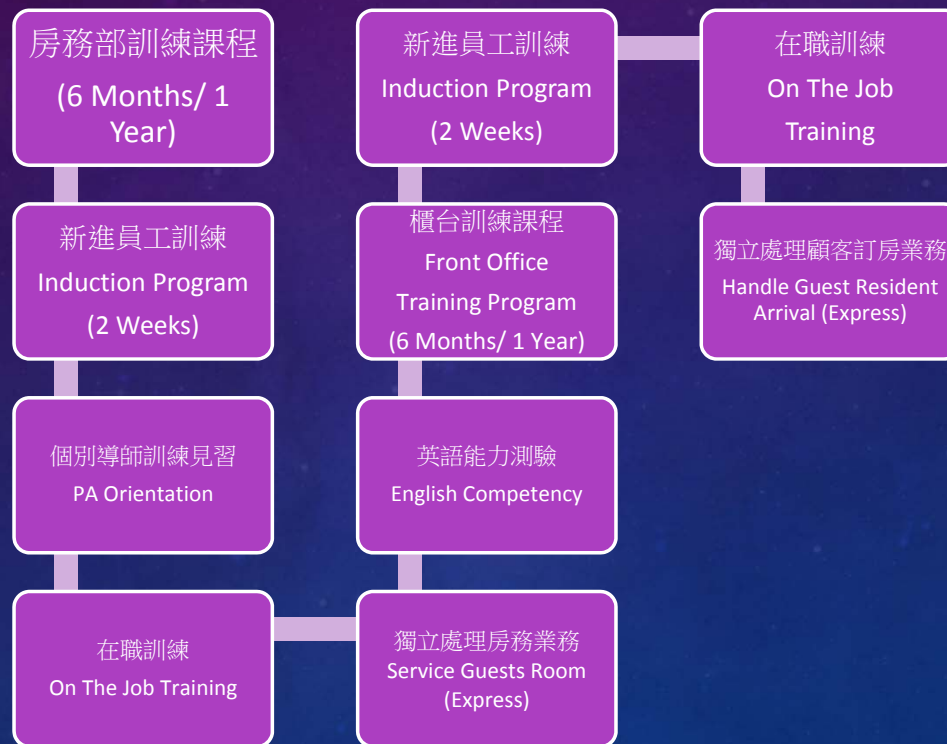 房務部訓練課程
(6 Months/ 1
Year)
新進員工訓練
Induction Program
(2 Weeks)
個別導師訓練見習
PA Orientation
在職訓練
On The Job Training
獨立處理房務業務
Service Guests Room
(Express)
英語能力測驗
English Competency
櫃台訓練課程
Front Office
Training Program
(6 Months/ 1 Year)
新進員工訓練
Induction Program
(2 Weeks)
在職訓練
On The Job
Training
獨立處理顧客訂房業務
Handle Guest Resident
Arrival (Express)